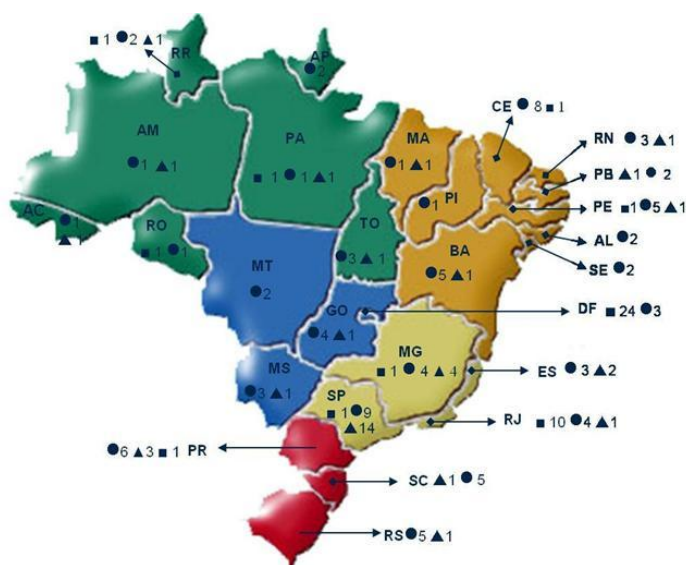 ■ 1 ● 2 ▲ 1
RR
AP
● 2
CE ● 8 ■ 1
AM
● 1 ▲ 1
PA
■ 1 ● 1 ▲ 1
MA
● 1 ▲ 1
RN ● 3 ▲ 1
PB ▲ 1 ● 2
PI
● 1
PE ■ 1 ● 5 ▲ 1
AC ● 1
▲ 1
RO
■ 1 ● 1
TO
● 3 ▲ 1
AL ● 2
SE ● 2
BA
● 5 ▲ 1
MT
● 2
GO
● 4 ▲ 1
DF ■ 24 ● 3
MG
■ 1 ● 4 ▲ 4
ES ● 3 ▲ 2
MS
● 3 ▲ 1
SP
■ 1 ● 9
▲ 14
RJ ■ 10 ● 4 ▲ 1
● 6 ▲ 3 ■ 1 PR
SC ▲ 1 ● 5
RS ● 5 ▲ 1